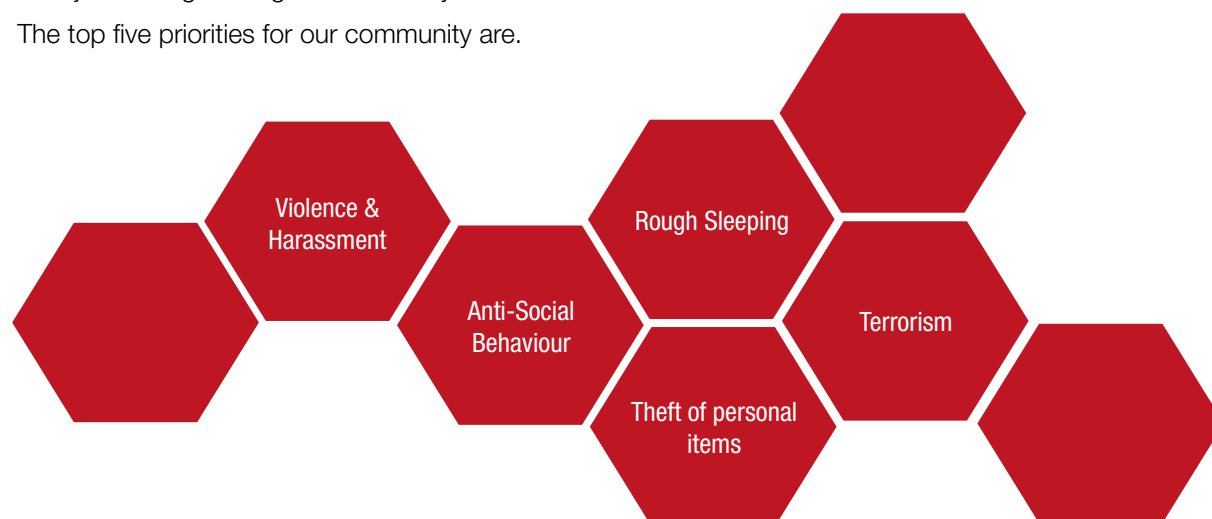 The top five priorities for our community are.
Violence &
Harassment
Rough Sleeping
Anti-Social
Behaviour
Terrorism
Theft of personal
items